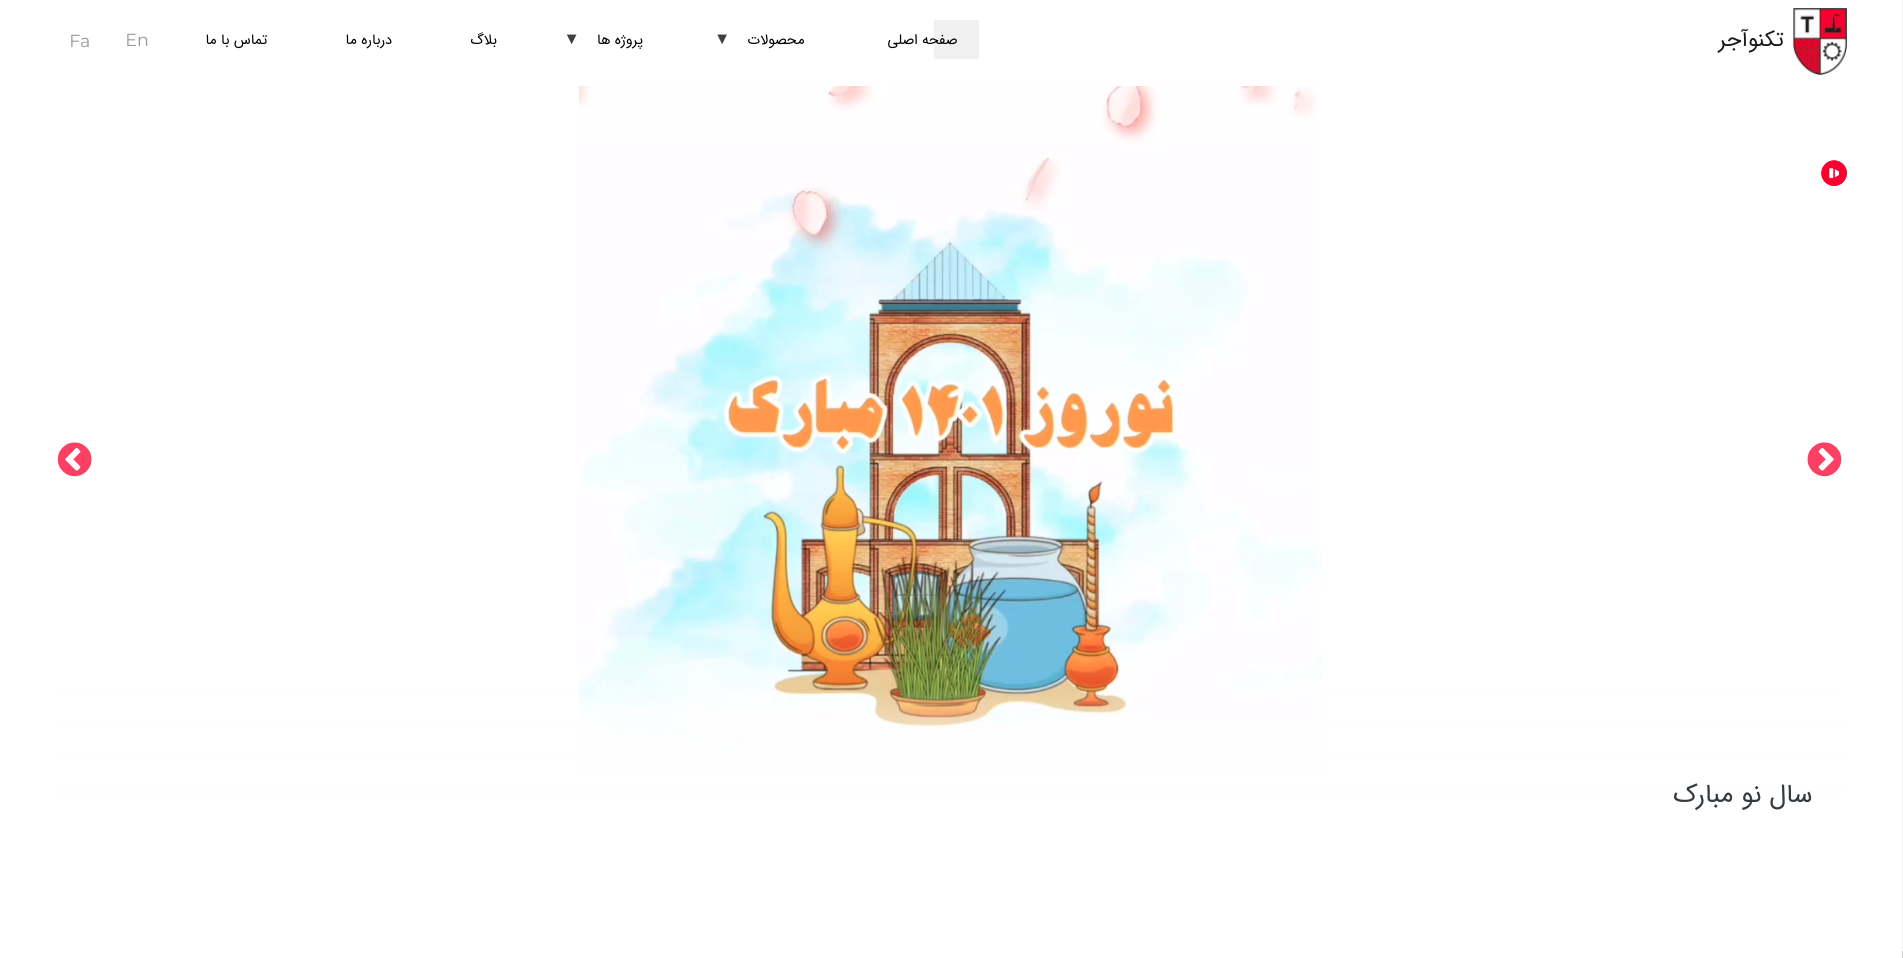 T
تکنوآجر
صفحه اصلی
محصولات ▼
پروژه ها ▼
بلاگ
درباره ما
تماس با ما
En
Fa
نوروز ۱۴۰۱ مبارک
سال نو مبارک